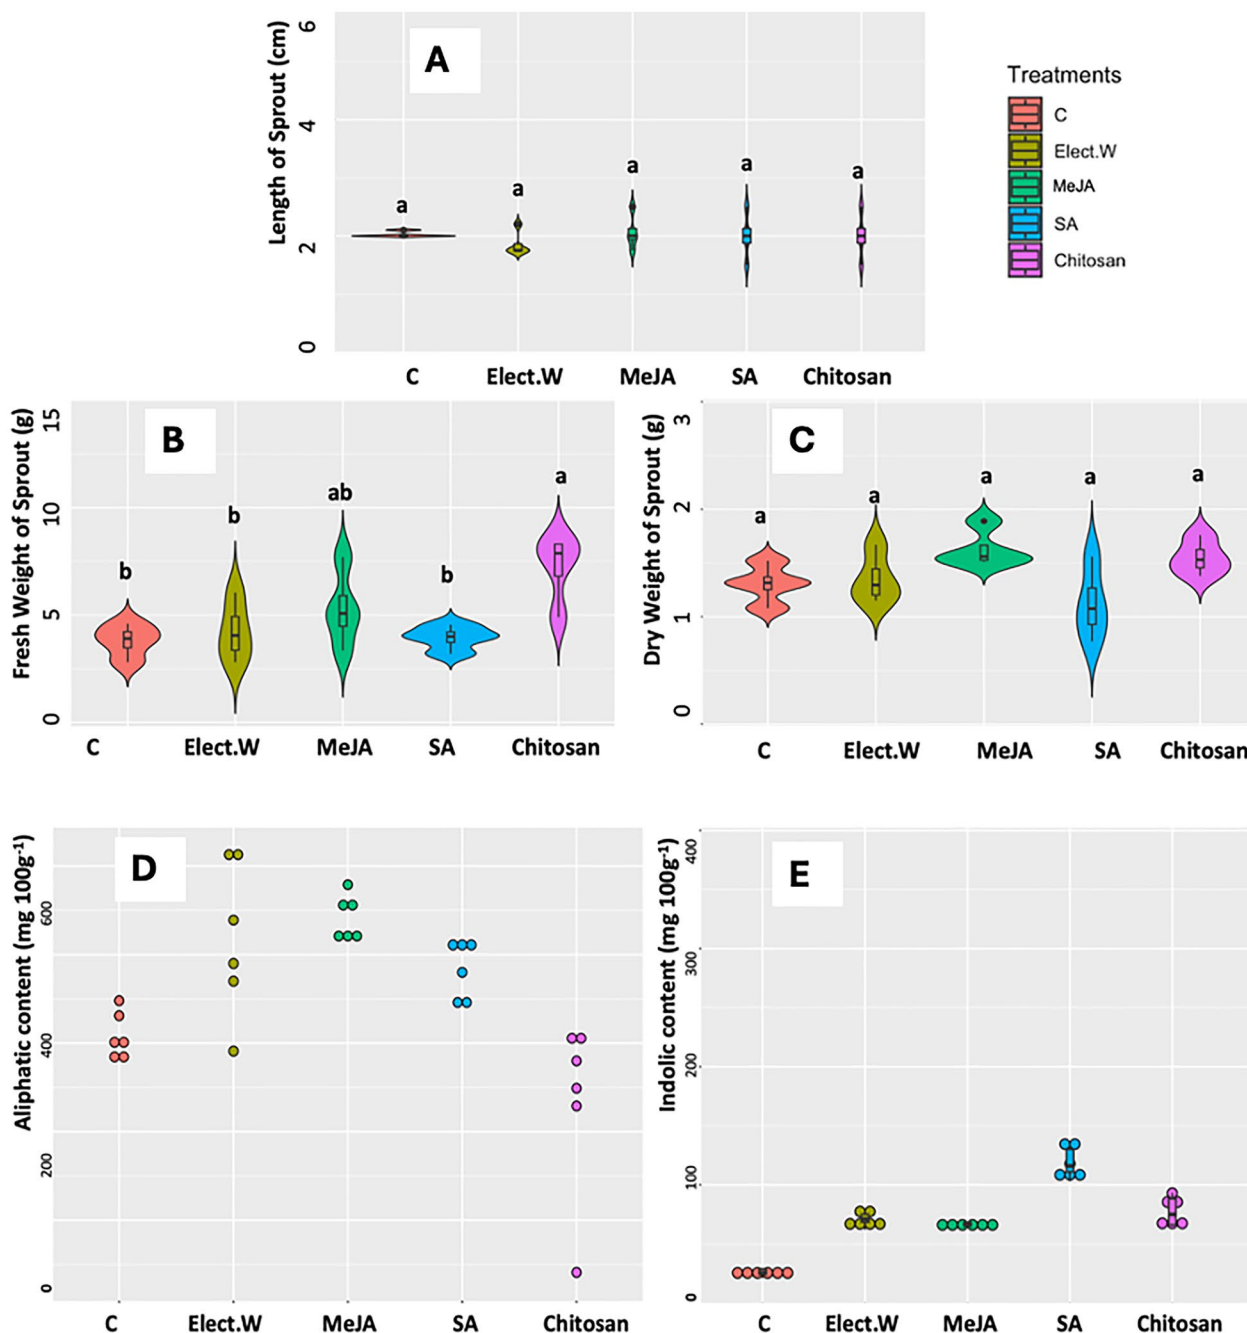 A
Length of Sprout (cm)
6
4
2
0
a a a a a
C Elect.W MeJA SA Chitosan
Treatments
C
Elect.W
MeJA
SA
Chitosan
B
Fresh Weight of Sprout (g)
15
10
5
0
b b ab b a
C Elect.W MeJA SA Chitosan
C
Dry Weight of Sprout (g)
3
2
1
0
a a a a a
C Elect.W MeJA SA Chitosan
D
Aliphatic content (mg 100g⁻¹)
600
400
200
0
C Elect.W MeJA SA Chitosan
E
Indolic content (mg 100g⁻¹)
400
300
200
100
0
C Elect.W MeJA SA Chitosan